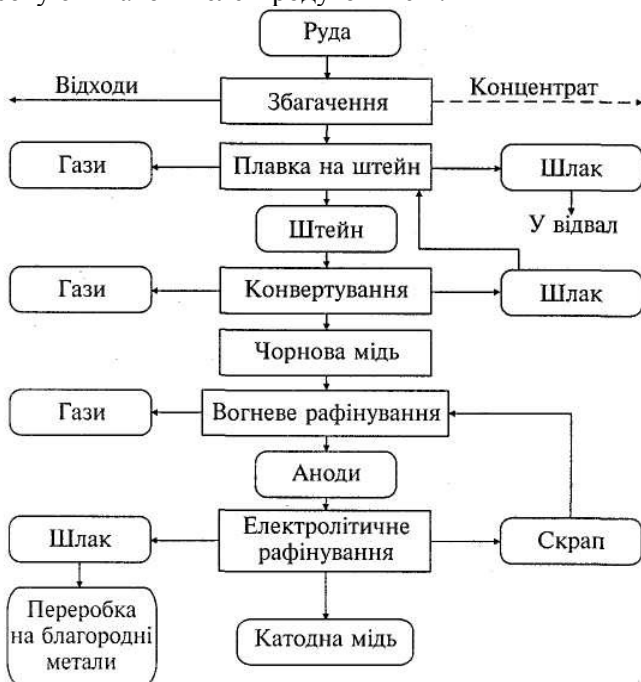 Руда
Відходи
Збагачення
Концентрат
Гази
Плавка на штейн
Шлак
У відвал
Штейн
Гази
Конвертування
Шлак
Чорнова мідь
Гази
Вогневе рафінування
Аноди
Шлак
Електролітичне
рафінування
Скрап
Переробка
на благородні
метали
Катодна мідь